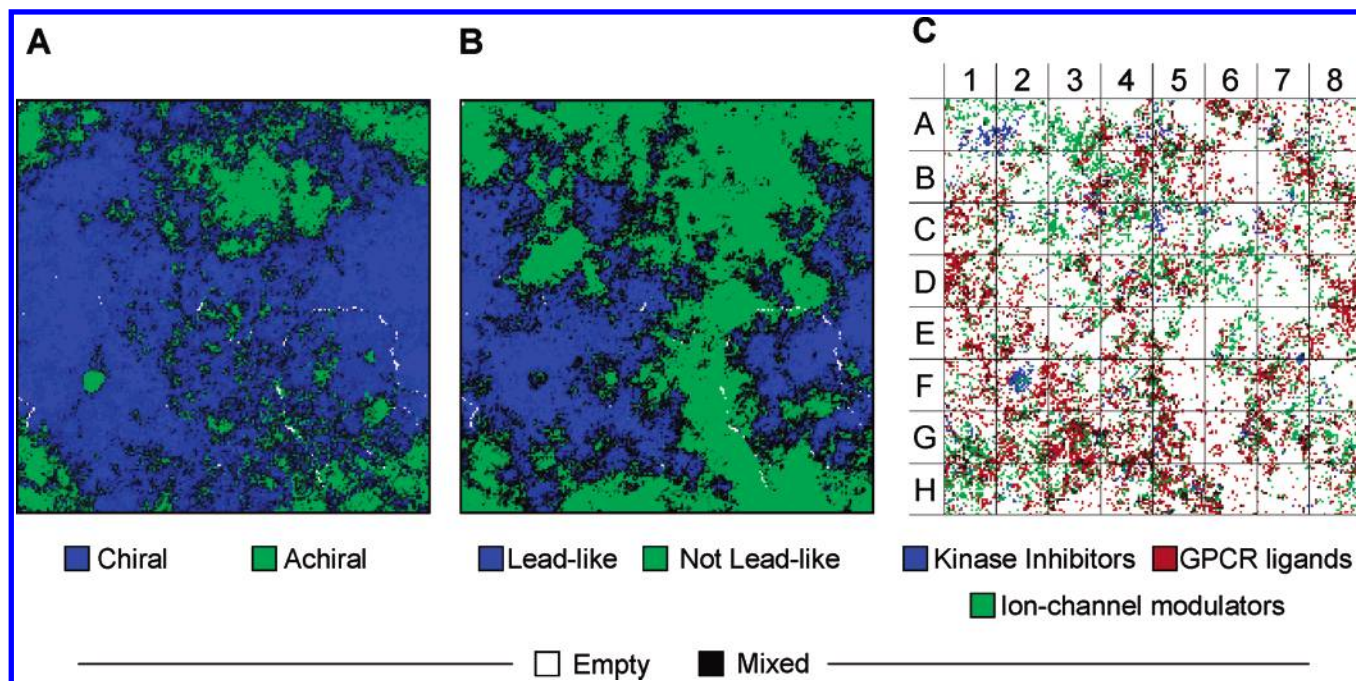 A
B
C
1 2 3 4 5 6 7 8
A
B
C
D
E
F
G
H
Chiral Achiral
Lead-like Not Lead-like
Kinase Inhibitors GPCR ligands
Ion-channel modulators
Empty Mixed